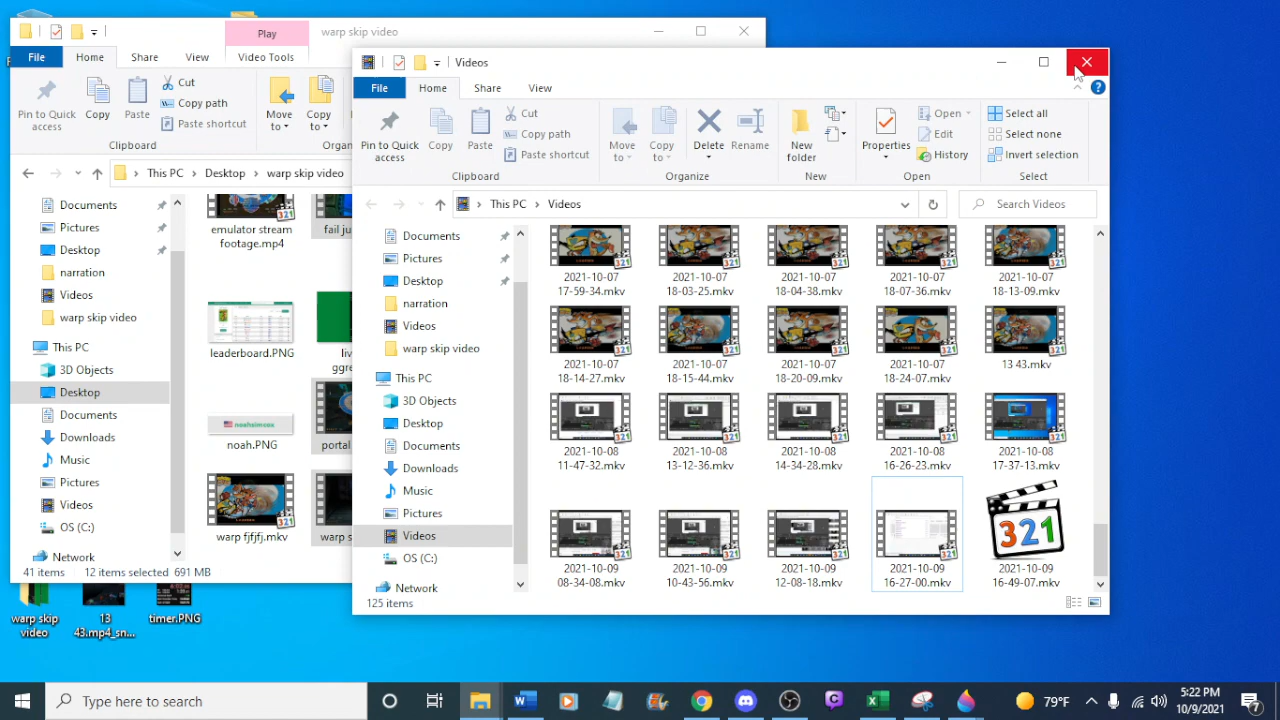 Play
warp skip video
File
Home
Share
View
Video Tools
Pin to Quick
access
Copy
Paste
Cut
Copy path
Paste shortcut
Move
to
Copy
to
Clipboard
Organ
This PC
Desktop
warp skip video
Documents
Pictures
Desktop
narration
Videos
warp skip video
This PC
3D Objects
Desktop
Documents
Downloads
Music
Pictures
Videos
OS (C:)
Network
emulator stream
footage.mp4
fail ju
leaderboard.PNG
liv
ggre
noahsimcox
noah.PNG
portal
321
warp fjfjfj.mkv
warp s
41 items
12 items selected 691 MB
Videos
File
Home
Share
View
Pin to Quick
access
Copy
Paste
Cut
Copy path
Paste shortcut
Move
to
Copy
to
Delete
Rename
New
folder
Properties
Open
Edit
History
Select all
Select none
Invert selection
Clipboard
Organize
New
Open
Select
This PC
Videos
Search Videos
Documents
Pictures
Desktop
narration
Videos
warp skip video
This PC
3D Objects
Desktop
Documents
Downloads
Music
Pictures
Videos
OS (C:)
Network
2021-10-07
17-59-34.mkv
2021-10-07
18-03-25.mkv
2021-10-07
18-04-38.mkv
2021-10-07
18-07-36.mkv
2021-10-07
18-13-09.mkv
2021-10-07
18-14-27.mkv
2021-10-07
18-15-44.mkv
2021-10-07
18-20-09.mkv
2021-10-07
18-24-07.mkv
13 43.mkv
2021-10-08
11-47-32.mkv
2021-10-08
13-12-36.mkv
2021-10-08
14-34-28.mkv
2021-10-08
16-26-23.mkv
2021-10-08
17-37-13.mkv
321
2021-10-09
08-34-08.mkv
2021-10-09
10-43-56.mkv
2021-10-09
12-08-18.mkv
2021-10-09
16-27-00.mkv
2021-10-09
16-49-07.mkv
125 items
warp skip
video
13
43.mp4_sn...
timer.PNG
Type here to search
79°F
5:22 PM
10/9/2021
7